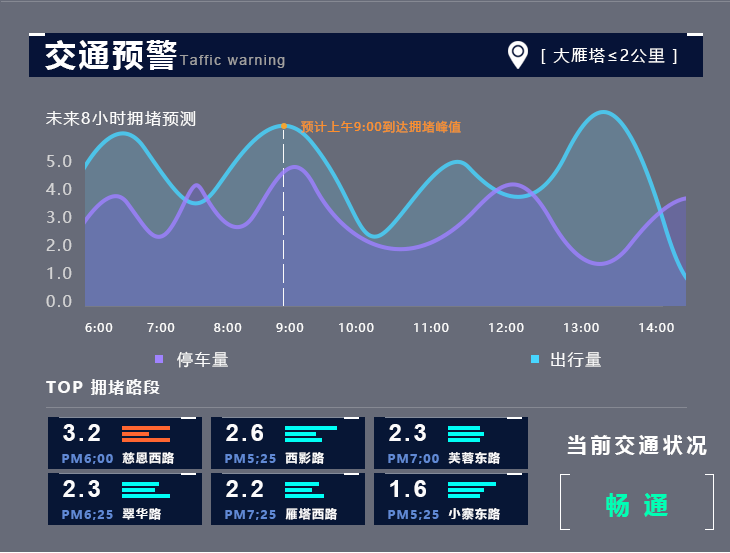 交通预警 Taffic warning
[ 大雁塔≤2公里 ]
未来8小时拥堵预测
预计上午9:00到达拥堵峰值
5.0
4.0
3.0
2.0
1.0
0.0
6:00 7:00 8:00 9:00 10:00 11:00 12:00 13:00 14:00
停车量 出行量
TOP 拥堵路段
3.2
PM6;00 慈恩西路
2.6
PM5;25 西影路
2.3
PM7;00 芙蓉东路
2.3
PM6;25 翠华路
2.2
PM7;25 雁塔西路
1.6
PM5;25 小寨东路
当前交通状况
畅 通